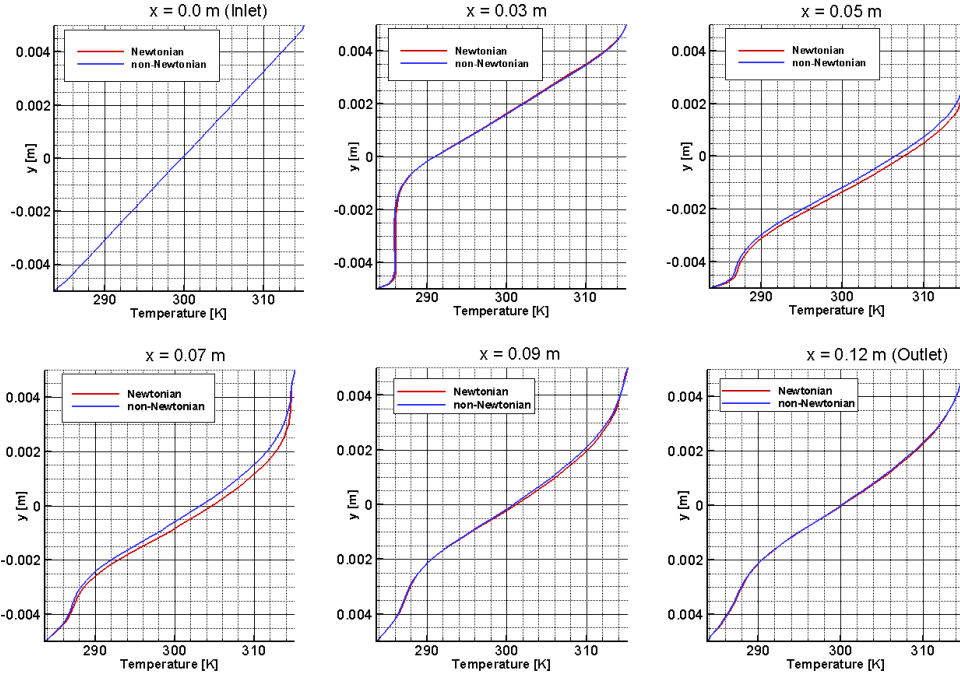 x = 0.0 m (Inlet)
0.004
0.002
0
-0.002
-0.004
y [m]
Newtonian
non-Newtonian
290
300
310
Temperature [K]
x = 0.03 m
0.004
0.002
0
-0.002
-0.004
y [m]
Newtonian
non-Newtonian
290
300
310
Temperature [K]
x = 0.05 m
0.004
0.002
0
-0.002
-0.004
y [m]
Newtonian
non-Newtonian
290
300
310
Temperature [K]
x = 0.07 m
0.004
0.002
0
-0.002
-0.004
y [m]
Newtonian
non-Newtonian
290
300
310
Temperature [K]
x = 0.09 m
0.004
0.002
0
0.002
0.004
y [m]
Newtonian
non-Newtonian
290
300
310
Temperature [K]
x = 0.12 m (Outlet)
0.004
0.002
0
0.002
0.004
y [m]
Newtonian
non-Newtonian
290
300
310
Temperature [K]